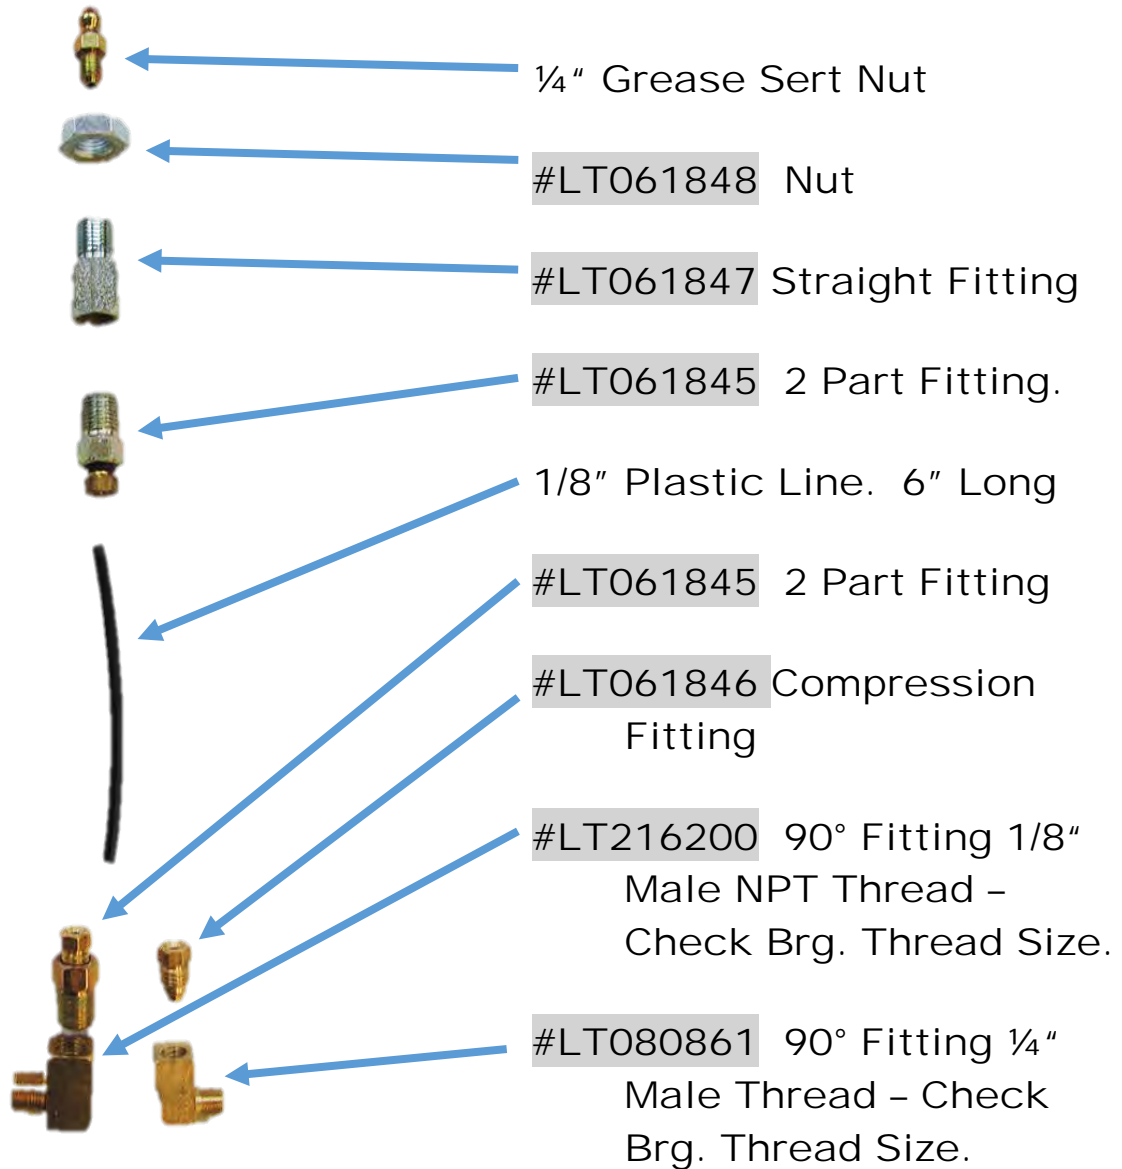 ¼“ Grease Sert Nut
#LT061848 Nut
#LT061847 Straight Fitting
#LT061845 2 Part Fitting.
1/8” Plastic Line. 6” Long
#LT061845 2 Part Fitting
#LT061846 Compression
Fitting
#LT216200 90° Fitting 1/8“
Male NPT Thread –
Check Brg. Thread Size.
#LT080861 90° Fitting ¼“
Male Thread – Check
Brg. Thread Size.